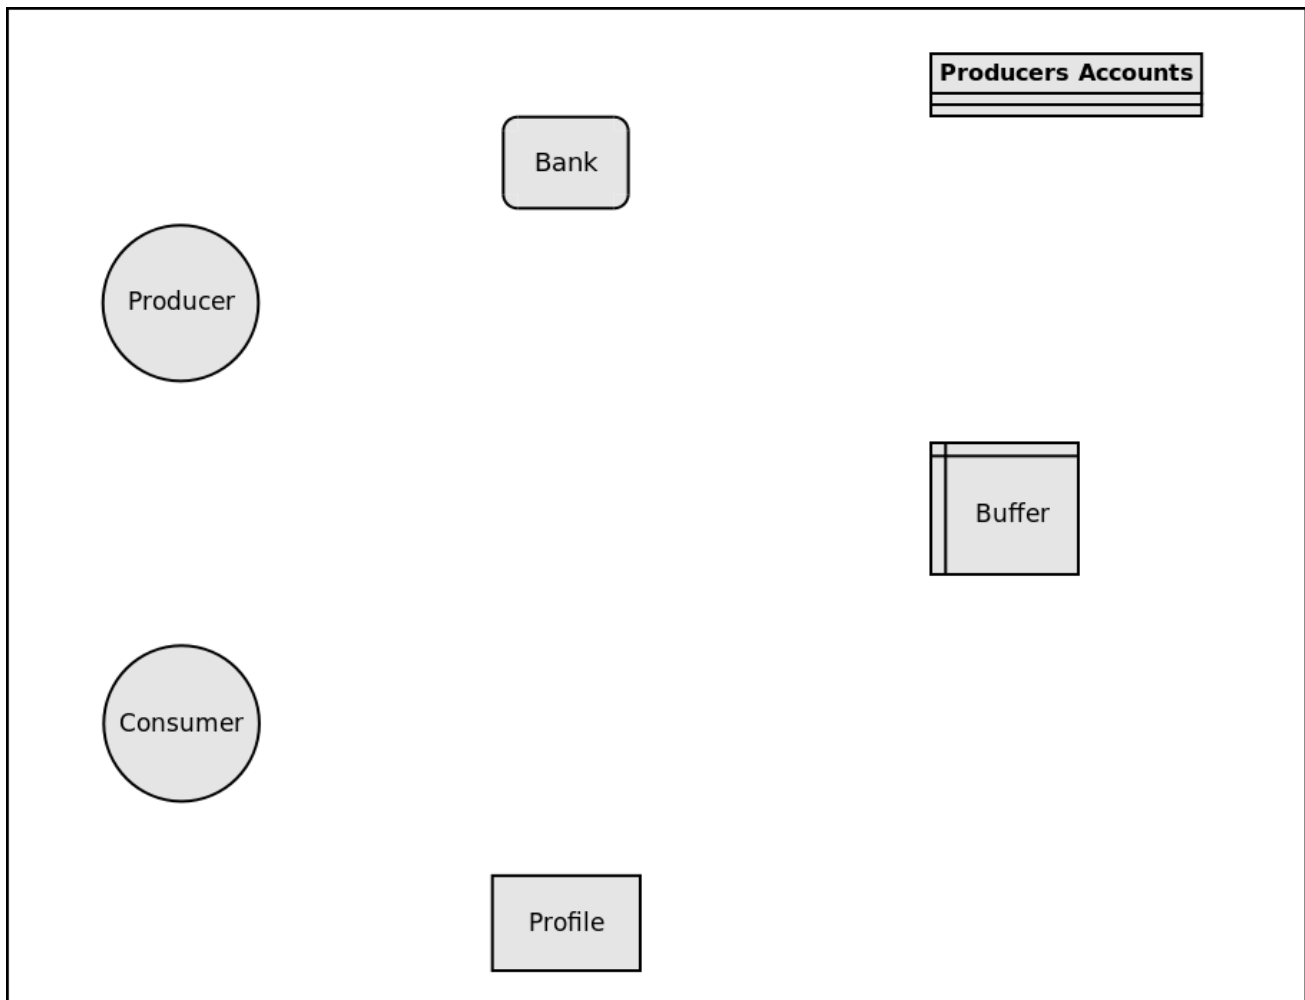 Producers Accounts
Bank
Producer
Buffer
Consumer
Profile